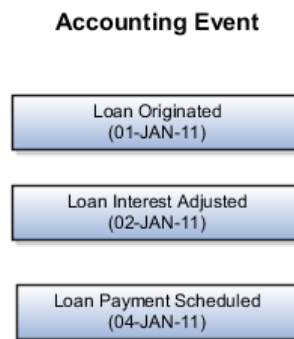 Accounting Event
Loan Originated
(01-JAN-11)
Loan Interest Adjusted
(02-JAN-11)
Loan Payment Scheduled
(04-JAN-11)